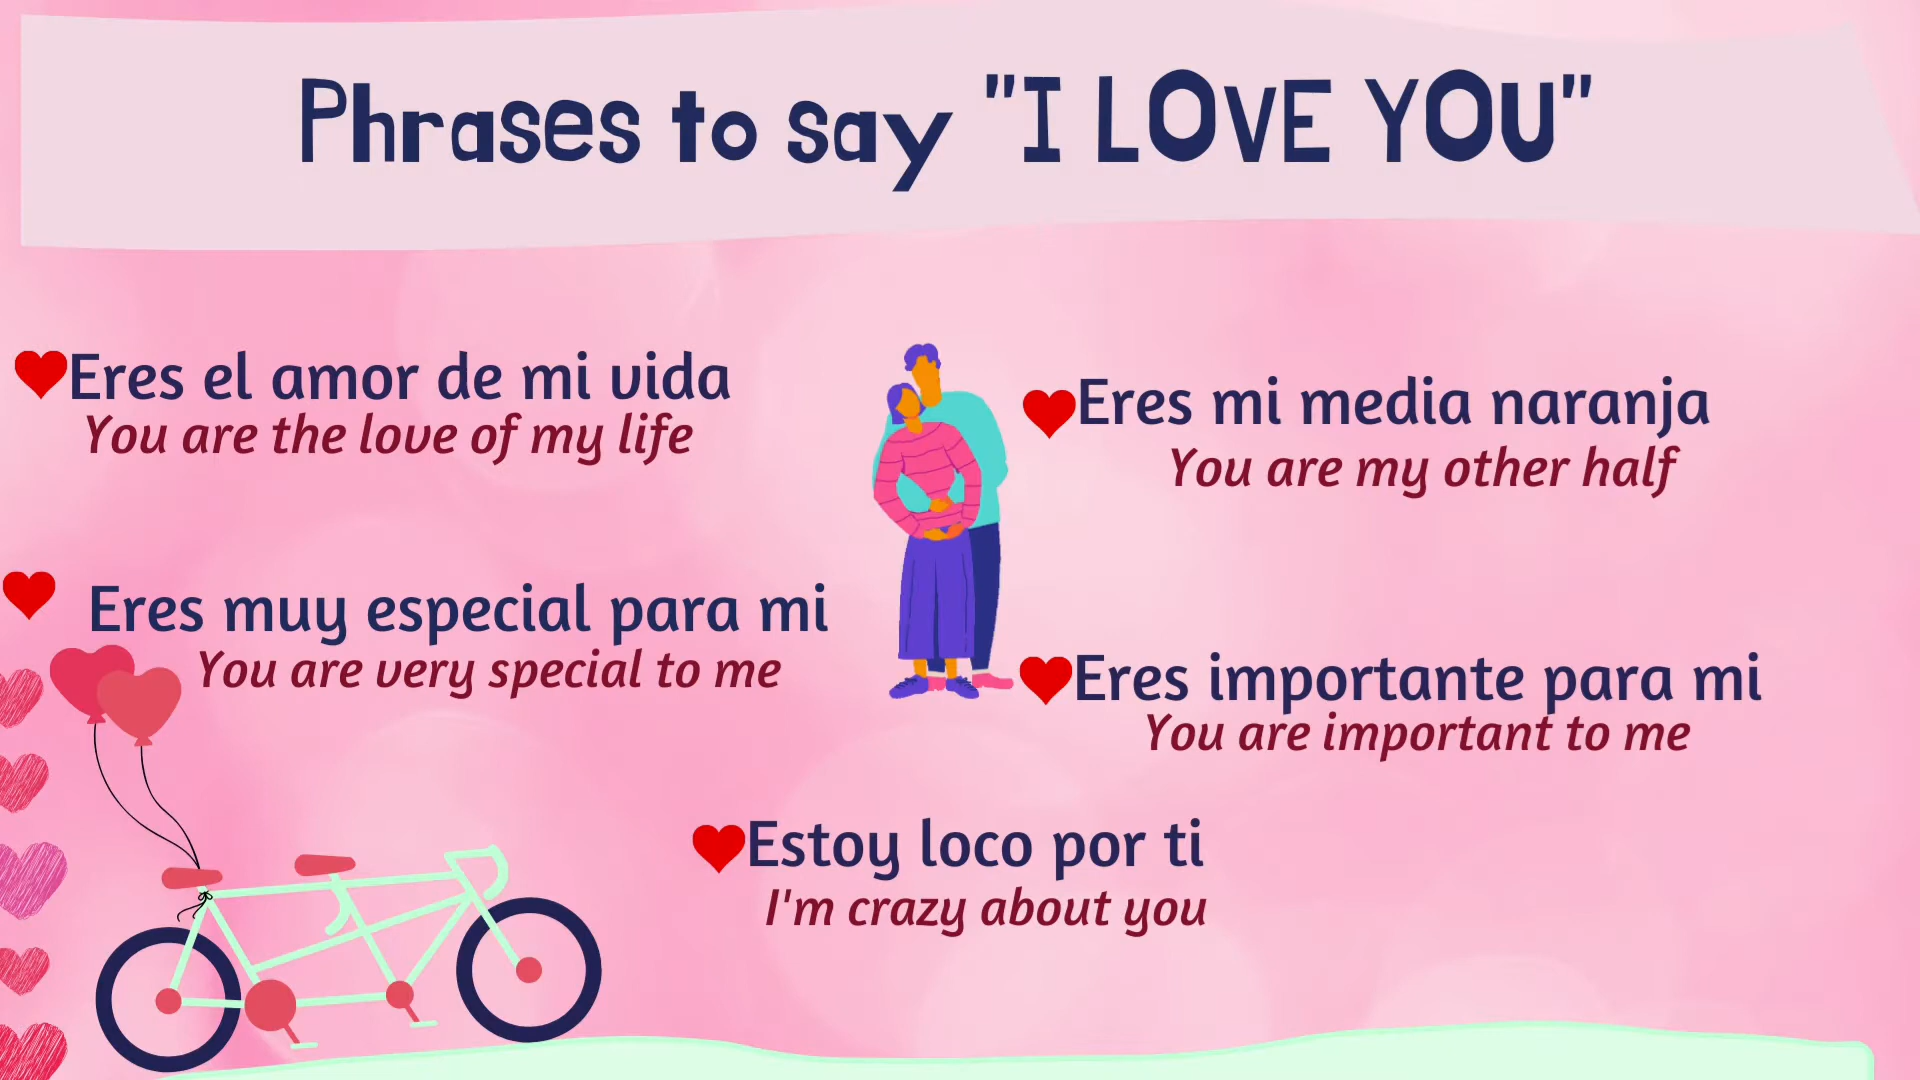 Phrases to say "I LOVE YOU"
Eres el amor de mi vida
You are the love of my life
Eres muy especial para mi
You are very special to me
Eres mi media naranja
You are my other half
Eres importante para mi
You are important to me
Estoy loco por ti
I'm crazy about you